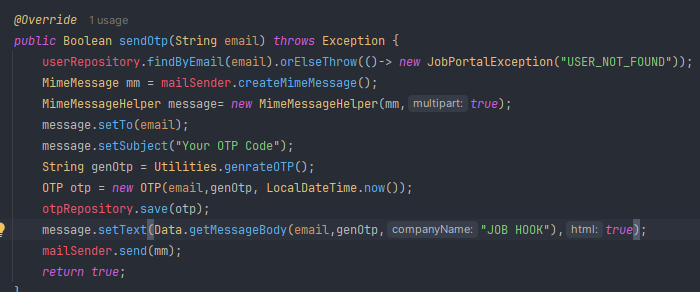 @Override 1 usage
public Boolean sendOtp(String email) throws Exception {
userRepository.findByEmail(email).orElseThrow(()-> new JobPortalException("USER_NOT_FOUND"));
MimeMessage mm = mailSender.createMimeMessage();
MimeMessageHelper message= new MimeMessageHelper(mm, multipart: true);
message.setTo(email);
message.setSubject("Your OTP Code");
String genOtp = Utilities.genrateOTP();
OTP otp = new OTP(email,genOtp, LocalDateTime.now());
otpRepository.save(otp);
message.setText(Data.getMessageBody(email,genOtp, companyName: "JOB HOOK"), html: true);
mailSender.send(mm);
return true;
}